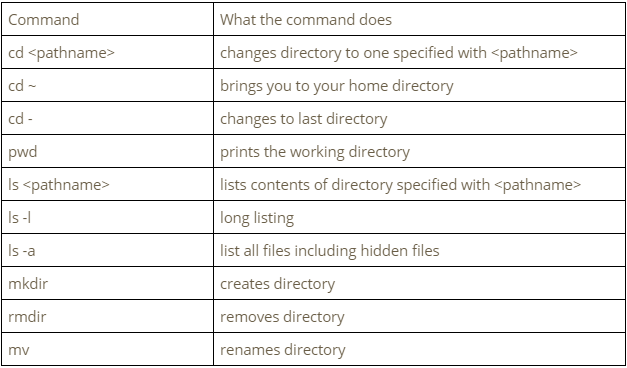 Command What the command does
cd <pathname> changes directory to one specified with <pathname>
cd ~ brings you to your home directory
cd - changes to last directory
pwd prints the working directory
ls <pathname> lists contents of directory specified with <pathname>
ls -l long listing
ls -a list all files including hidden files
mkdir creates directory
rmdir removes directory
mv renames directory